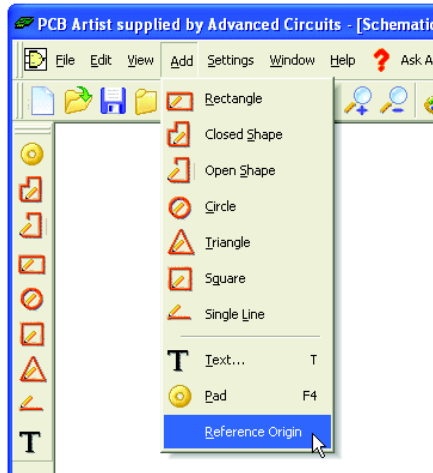 PCB Artist supplied by Advanced Circuits - [Schematic
File Edit View Add Settings Window Help ? Ask A
Rectangle
Closed Shape
Open Shape
Circle
Triangle
Square
Single Line
T Text... T
Pad F4
Reference Origin
T